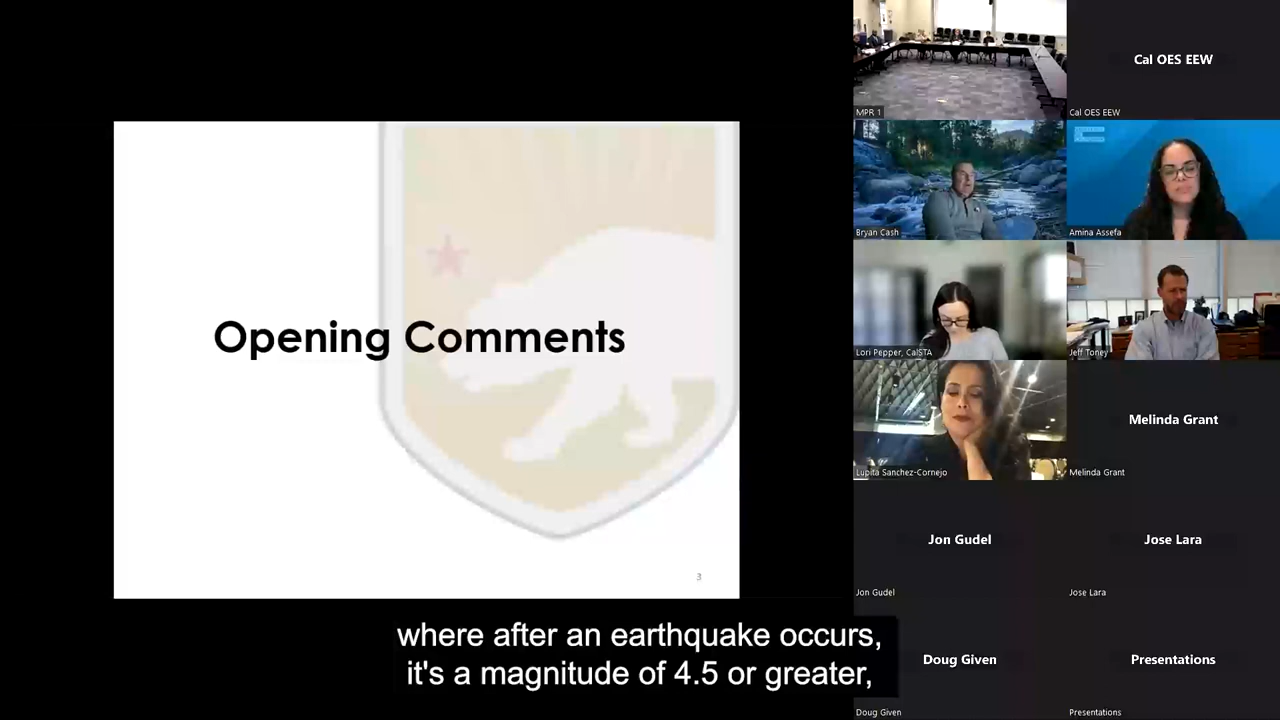 Opening Comments
3
where after an earthquake occurs,
it's a magnitude of 4.5 or greater,
MPR 1
Cal OES EEW
Cal OES EEW
Bryan Cash
Amina Assefa
Lori Pepper, CalSTA
Jeff Toney
Lupita Sanchez-Cornejo
Melinda Grant
Melinda Grant
Jon Gudel
Jon Gudel
Jose Lara
Jose Lara
Doug Given
Doug Given
Presentations
Presentations